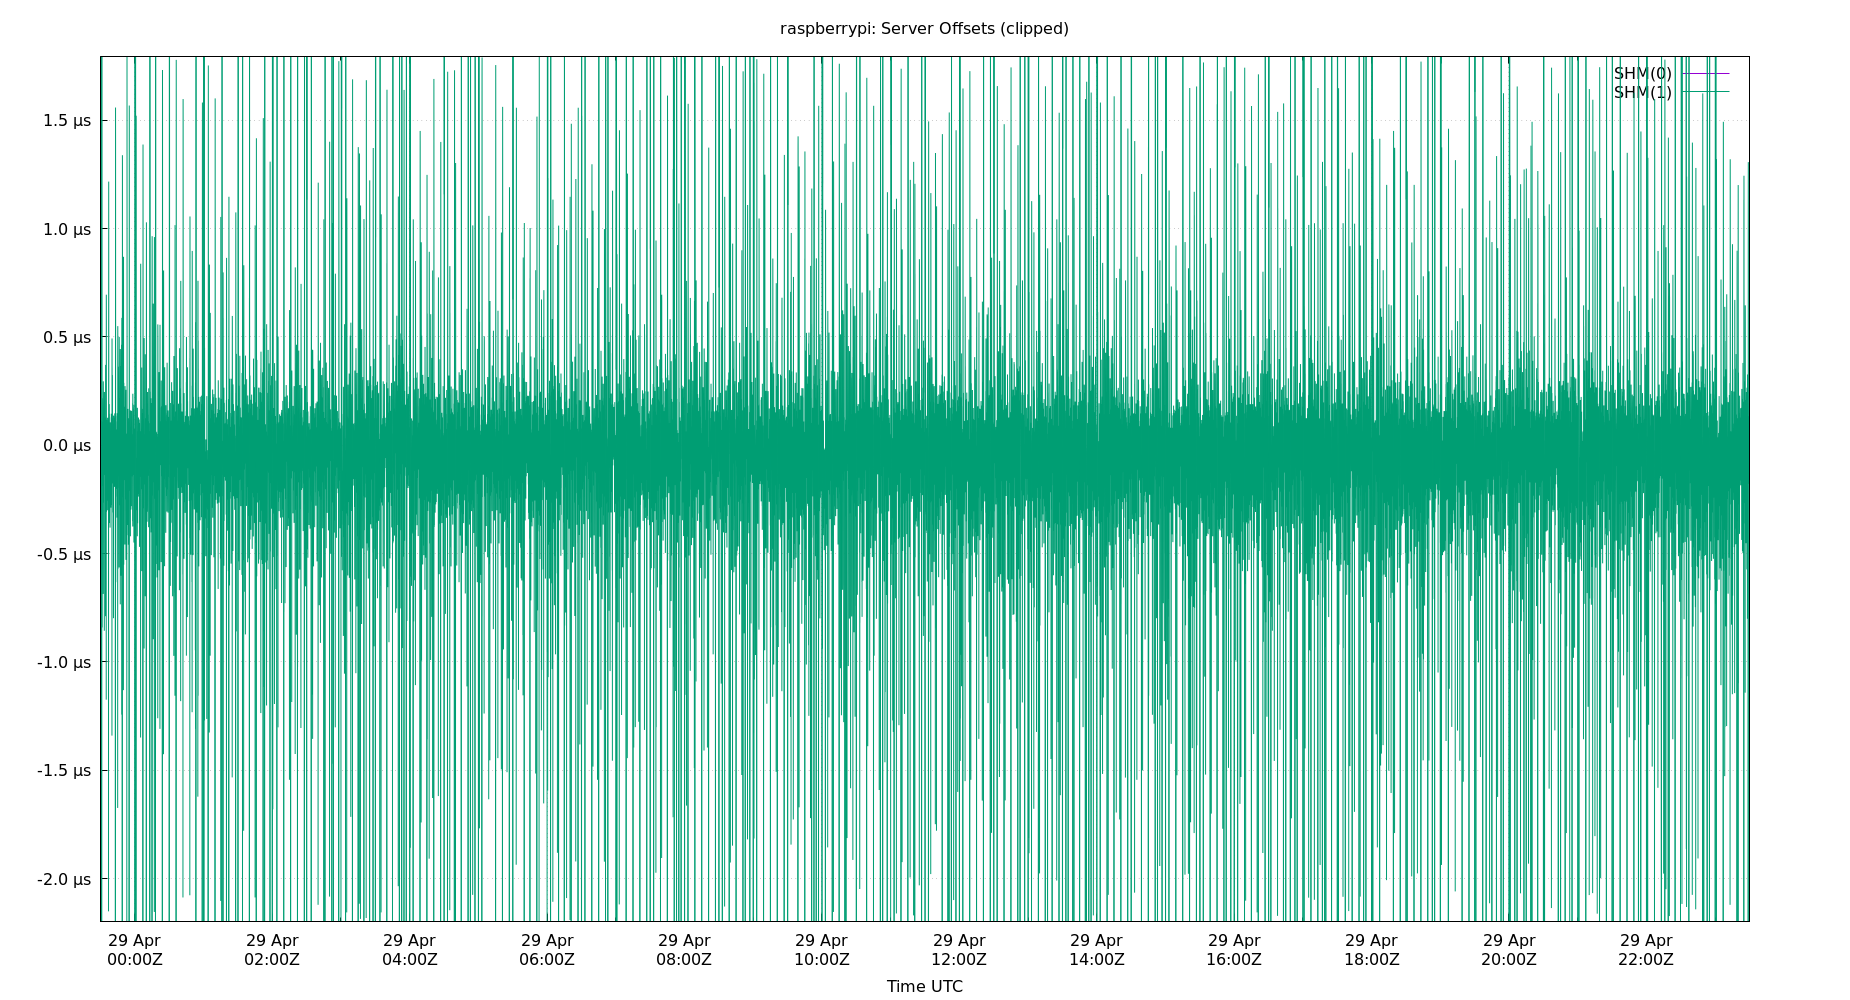 raspberrypi: Server Offsets (clipped)
SHM(0)
SHM(1)
1.5 µs
1.0 µs
0.5 µs
0.0 µs
-0.5 µs
-1.0 µs
-1.5 µs
-2.0 µs
29 Apr 29 Apr 29 Apr 29 Apr 29 Apr 29 Apr 29 Apr 29 Apr 29 Apr 29 Apr 29 Apr 29 Apr
00:00Z 02:00Z 04:00Z 06:00Z 08:00Z 10:00Z 12:00Z 14:00Z 16:00Z 18:00Z 20:00Z 22:00Z
Time UTC